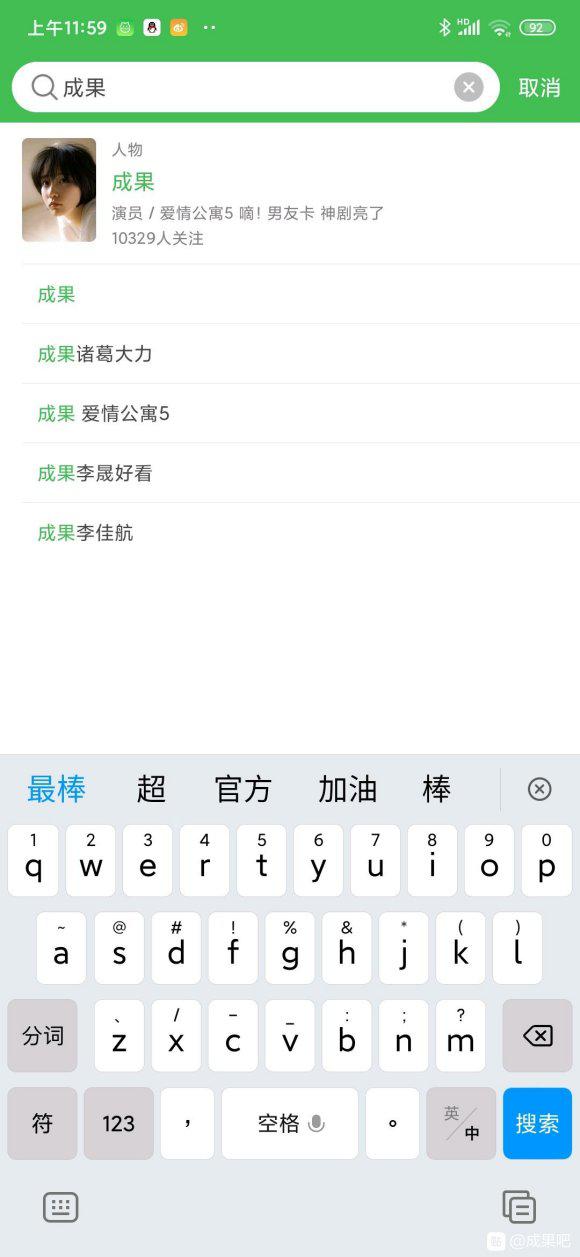 上午11:59
HD
92
成果
取消
人物
成果
演员 / 爱情公寓5 嘀! 男友卡 神剧亮了
10329人关注
成果
成果诸葛大力
成果 爱情公寓5
成果李晟好看
成果李佳航
最棒 超 官方 加油 棒
1 2 3 4 5 6 7 8 9 0
q w e r t y u i o p
~ @ # ! % & * ( )
a s d f g h j k l
、 / – _ : ; ?
分词 z x c v b n m
符 123 ， 空格 。 英/中 搜索
贴 @成果吧